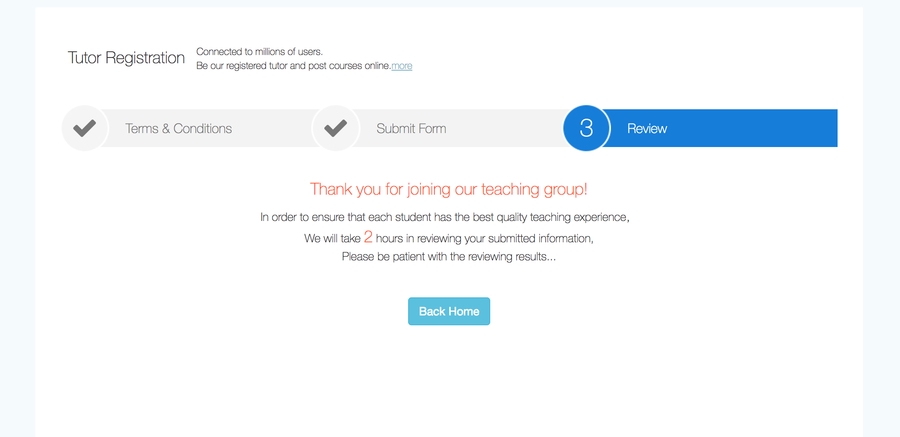 Tutor Registration
Connected to millions of users.
Be our registered tutor and post courses online.more
Terms & Conditions
Submit Form
3
Review
Thank you for joining our teaching group!
In order to ensure that each student has the best quality teaching experience,
We will take 2 hours in reviewing your submitted information,
Please be patient with the reviewing results...
Back Home